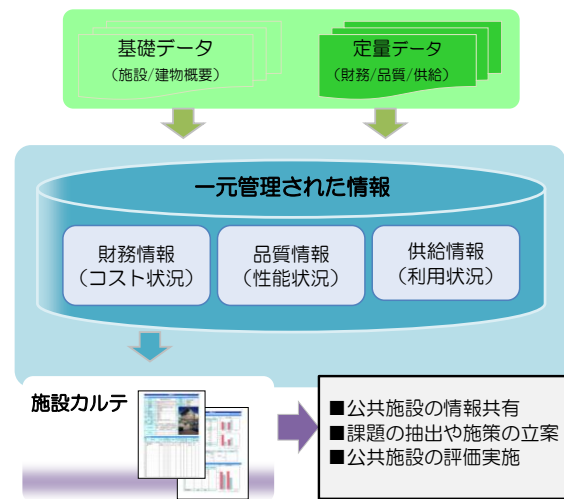 基礎データ
（施設/建物概要）
定量データ
（財務/品質/供給）
一元管理された情報
財務情報
（コスト状況）
品質情報
（性能状況）
供給情報
（利用状況）
施設カルテ
■公共施設の情報共有
■課題の抽出や施策の立案
■公共施設の評価実施